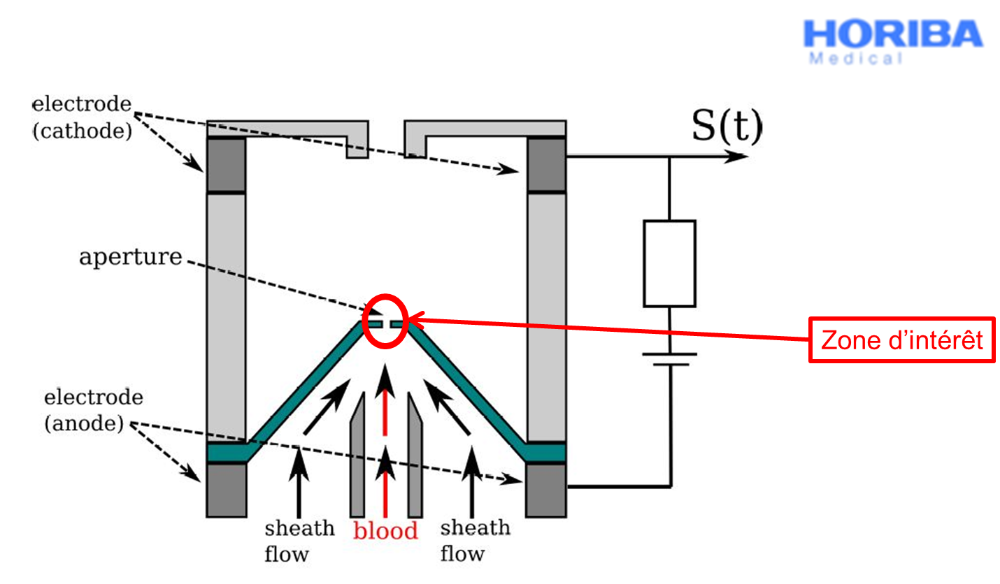 HORIBA
Medical
electrode
(cathode)
S(t)
aperture
Zone d’intérêt
electrode
(anode)
sheath
flow
blood
sheath
flow